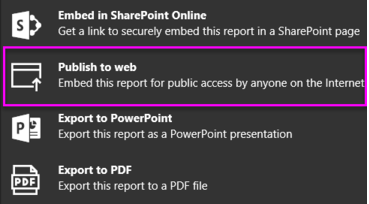 Embed in SharePoint Online
Get a link to securely embed this report in a SharePoint page
Publish to web
Embed this report for public access by anyone on the Internet
Export to PowerPoint
Export this report as a PowerPoint presentation
Export to PDF
Export this report to a PDF file